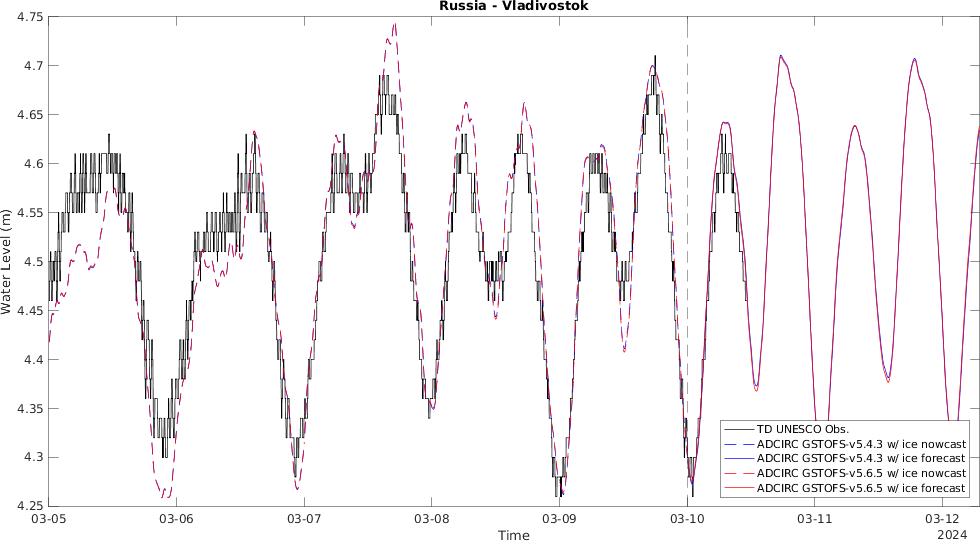 Russia - Vladivostok
4.75
4.7
4.65
4.6
4.55
4.5
4.45
4.4
4.35
4.3
4.25
Water Level (m)
TD UNESCO Obs.
ADCIRC GSTOFS-v5.4.3 w/ ice nowcast
ADCIRC GSTOFS-v5.4.3 w/ ice forecast
ADCIRC GSTOFS-v5.6.5 w/ ice nowcast
ADCIRC GSTOFS-v5.6.5 w/ ice forecast
03-05 03-06 03-07 03-08 03-09 03-10 03-11 03-12
Time
2024